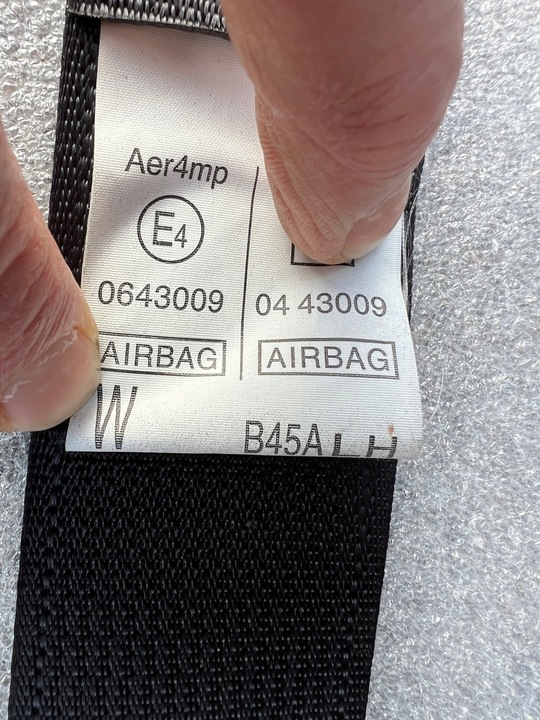 Aer4mp
E4
0643009
04 43009
AIRBAG
AIRBAG
W
B45A LH